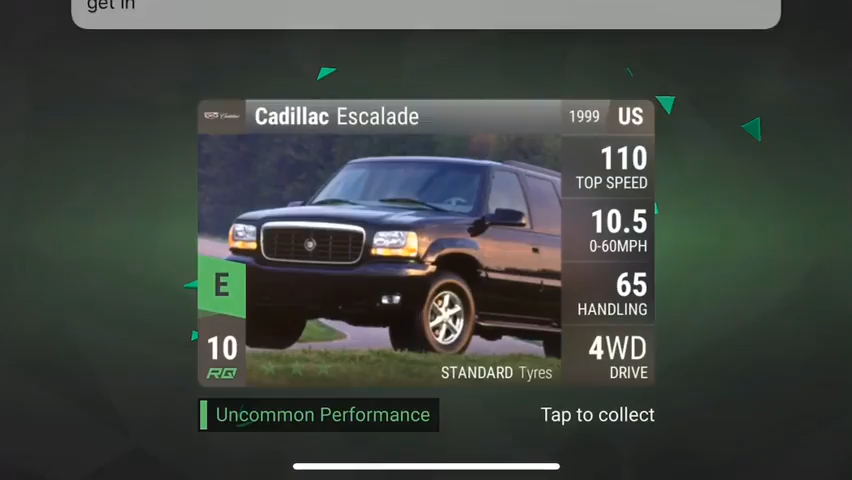 get in
Cadillac Cadillac Escalade 1999 US
110
TOP SPEED
10.5
0-60MPH
65
HANDLING
E
10
RQ
4WD
DRIVE
STANDARD Tyres
Uncommon Performance
Tap to collect